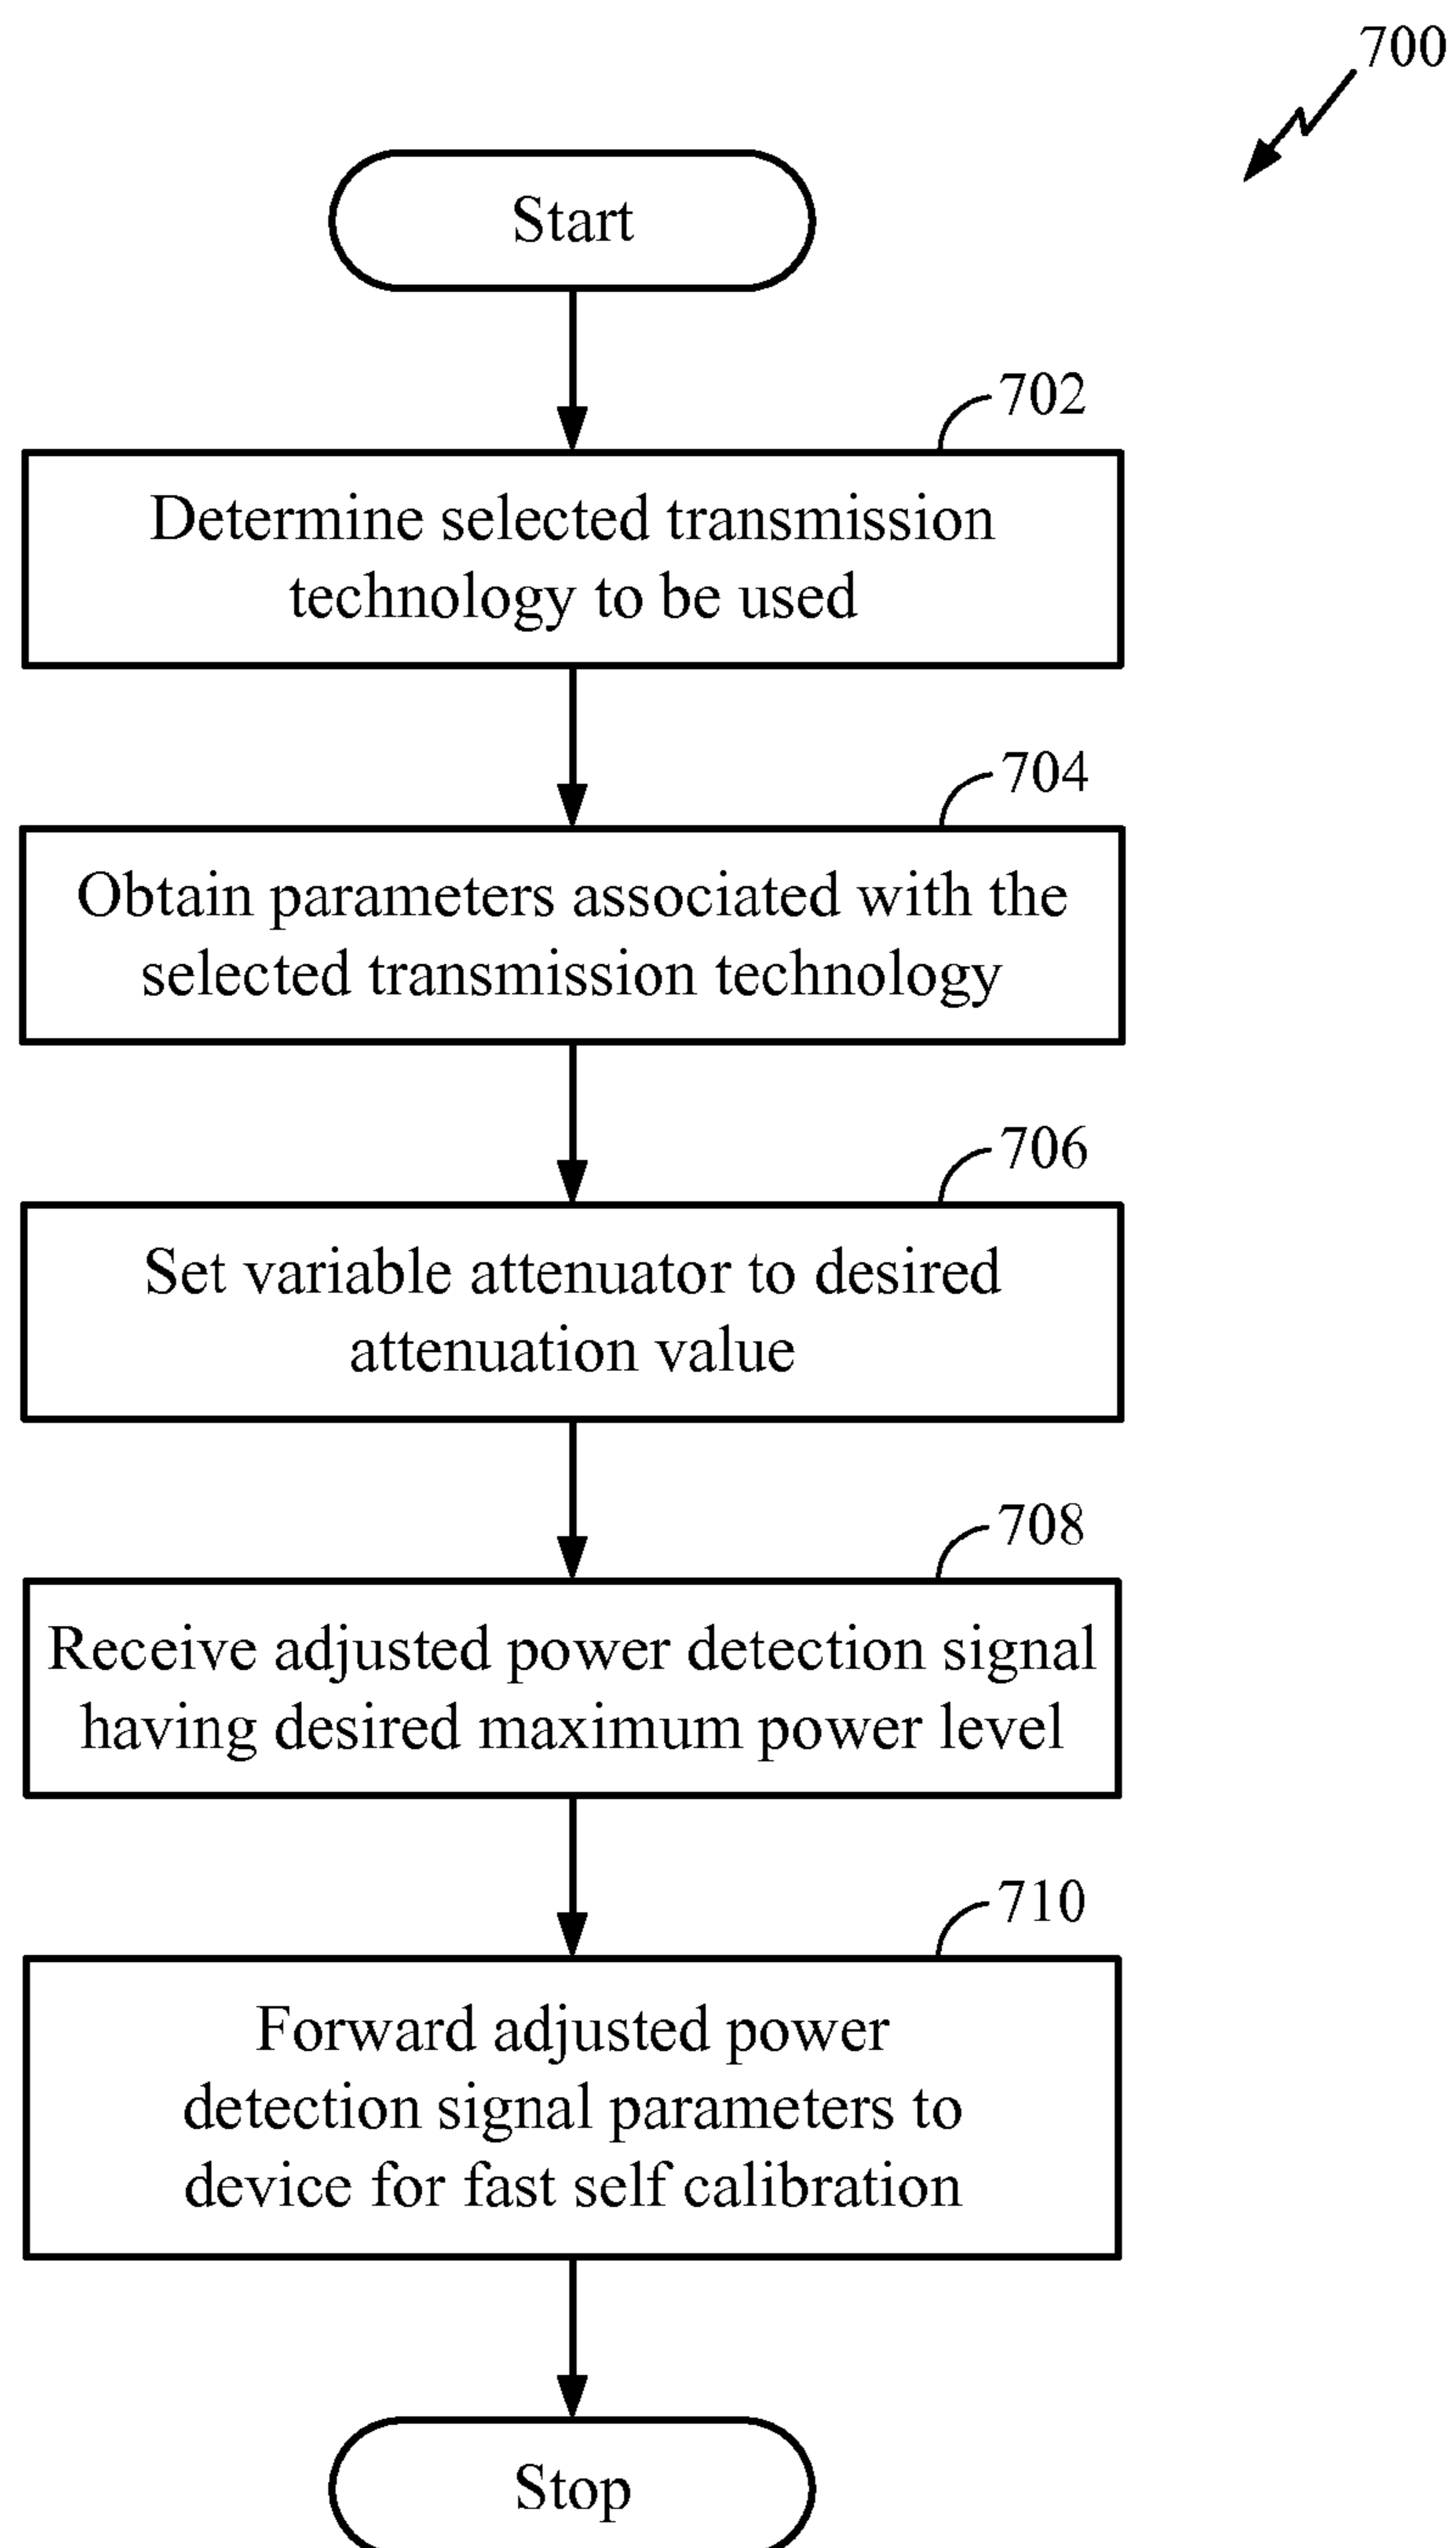 700
Start
702
Determine selected transmission
technology to be used
704
Obtain parameters associated with the
selected transmission technology
706
Set variable attenuator to desired
attenuation value
708
Receive adjusted power detection signal
having desired maximum power level
710
Forward adjusted power
detection signal parameters to
device for fast self calibration
Stop